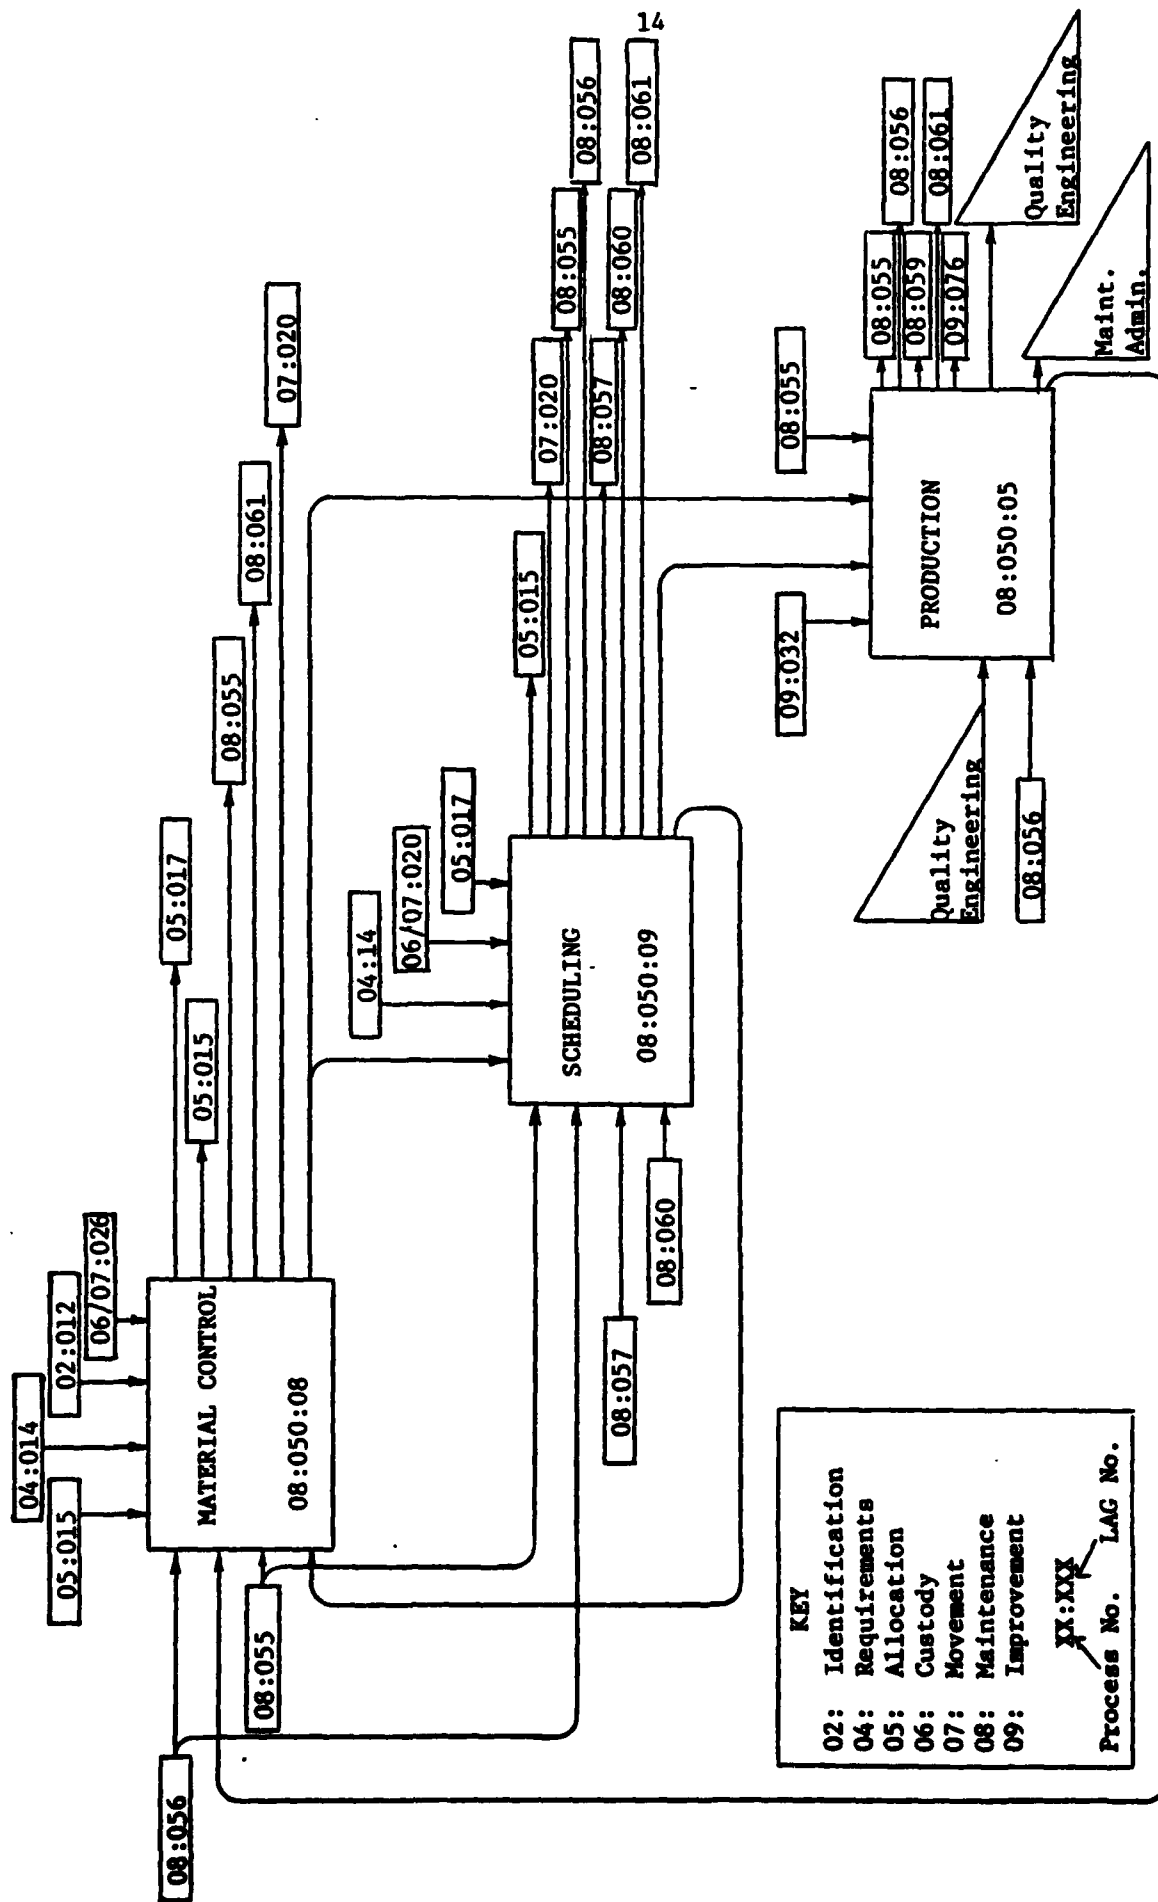 14
04:014
05:015
02:012
06/07:026
MATERIAL CONTROL
08:050:08
08:056
08:055
05:017
05:015
08:055
08:061
07:020
04:14
06/07:020
05:017
SCHEDULING
08:050:09
08:057
08:060
05:015
07:020
08:055
08:056
08:057
08:060
08:061
09:032
08:055
PRODUCTION
08:050:05
Quality
Engineering
08:056
08:055
08:056
08:059
08:061
09:076
Quality
Engineering
Maint.
Admin.
KEY
02: Identification
04: Requirements
05: Allocation
06: Custody
07: Movement
08: Maintenance
09: Improvement
XX:XXX
Process No. LAG No.